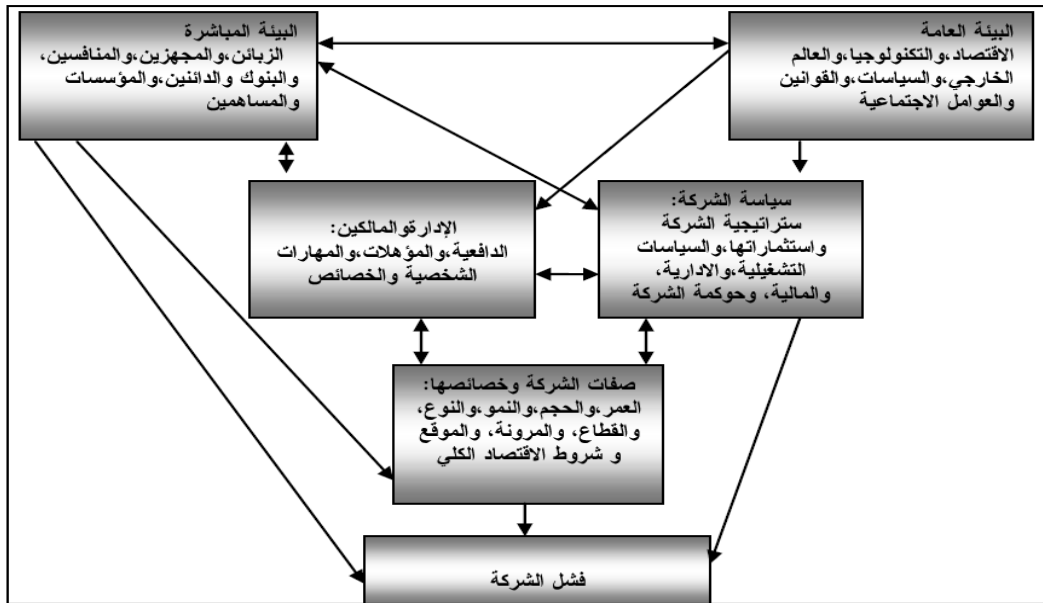 البيئة العامة
الاقتصاد،والتكنولوجيا،والعالم
الخارجي،والسياسات،والقوانين
والعوامل الاجتماعية
البيئة المباشرة
الزبائن،والمجهزين،والمنافسين،
والبنوك والدائنين،والمؤسسات
والمساهمين
سياسة الشركة:
ستراتيجية الشركة
واستثماراتها،والسياسات
التشغيلية،والادارية،
والمالية، وحوكمة الشركة
الإدارةوالمالكين:
الدافعية،والمؤهلات،والمهارات
الشخصية والخصائص
صفات الشركة وخصائصها:
العمر،والحجم،والنمو،والنوع،
والقطاع، والمرونة، والموقع
و شروط الاقتصاد الكلي
فشل الشركة